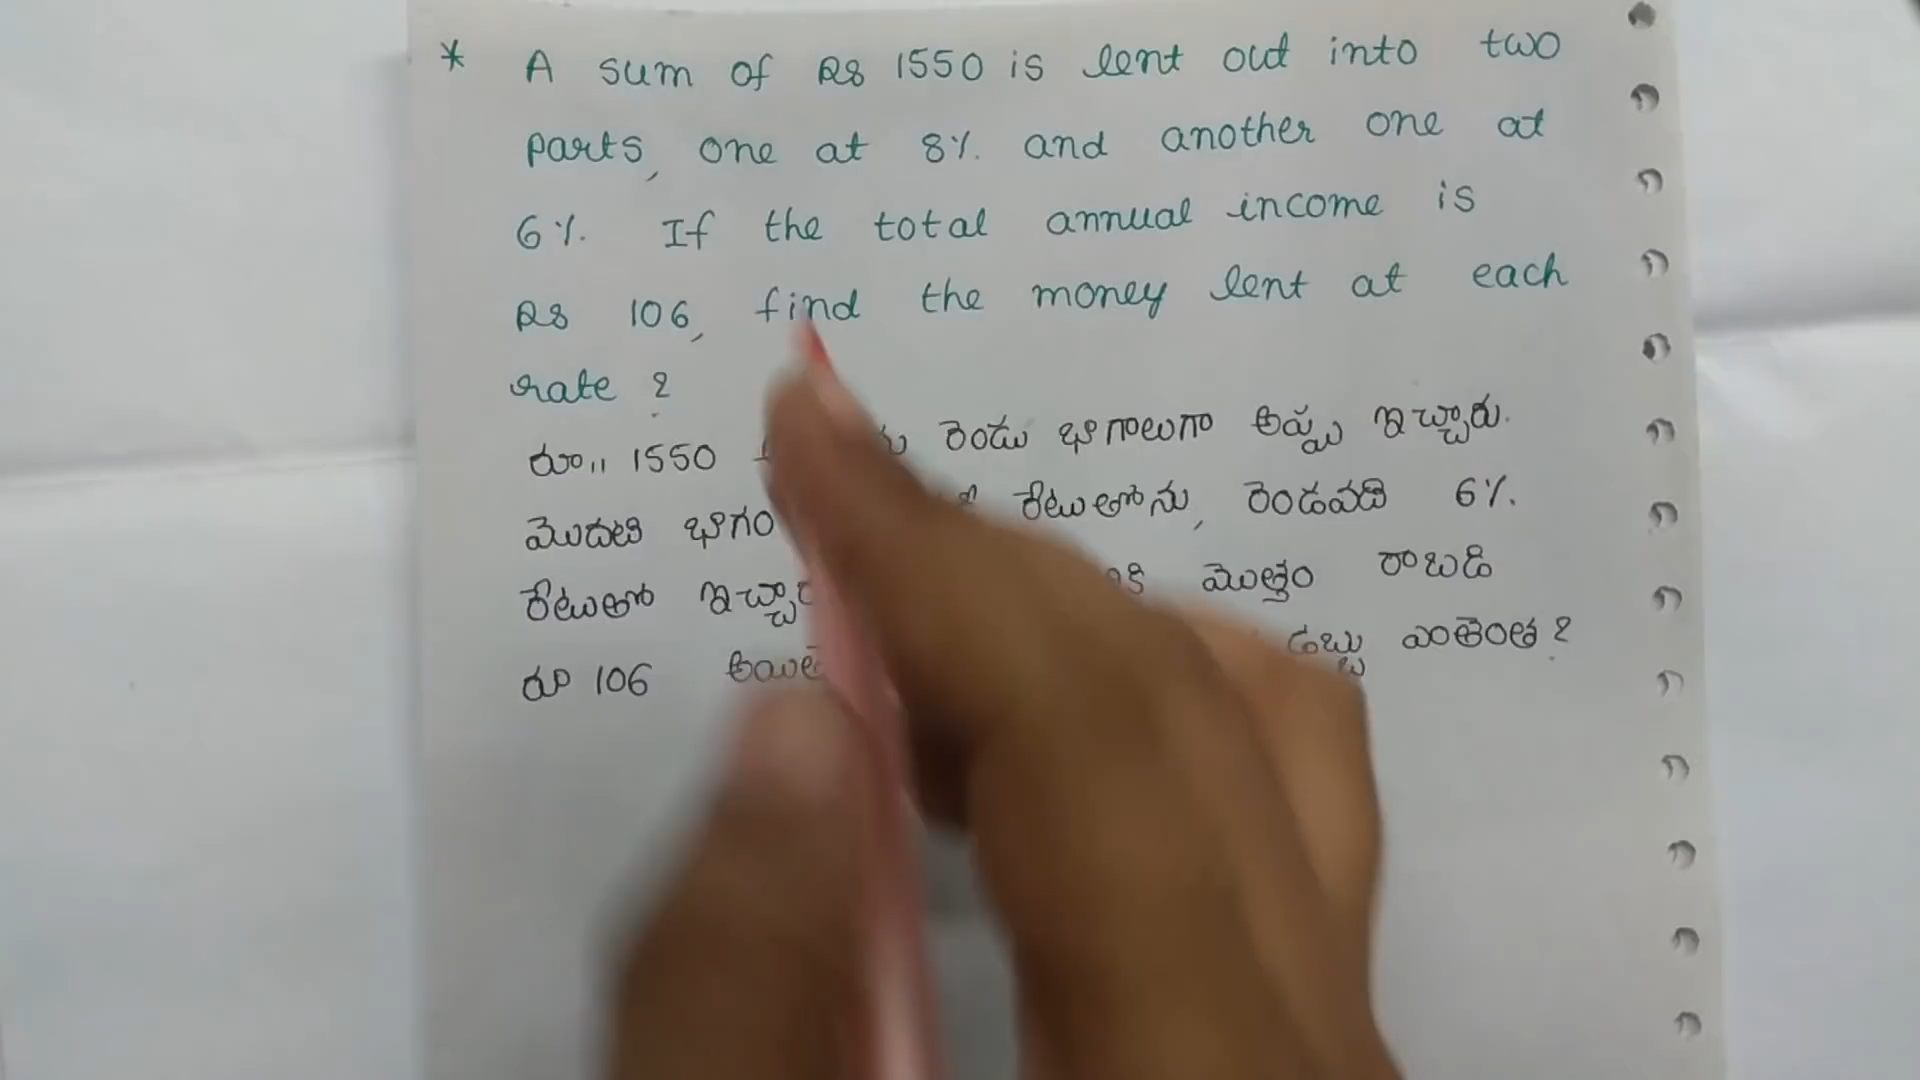 * A sum of Rs 1550 is lent out into two
parts, one at 8% and another one at
6%. If the total annual income is
Rs 106, find the money lent at each
rate ?
రూ|| 1550 రెండు భాగాలుగా అప్పు ఇచ్చారు.
మొదటి భాగం రేటుతోను, రెండవది 6%
రేటుతో మొత్తం రాబడి
రూ 106 డబ్బు ఎంతెంత ?